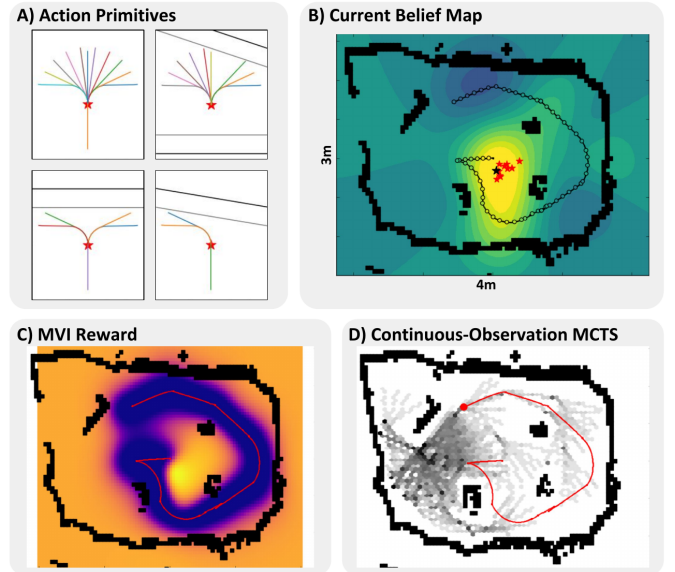 A) Action Primitives
B) Current Belief Map
3m
4m
C) MVI Reward
D) Continuous-Observation MCTS